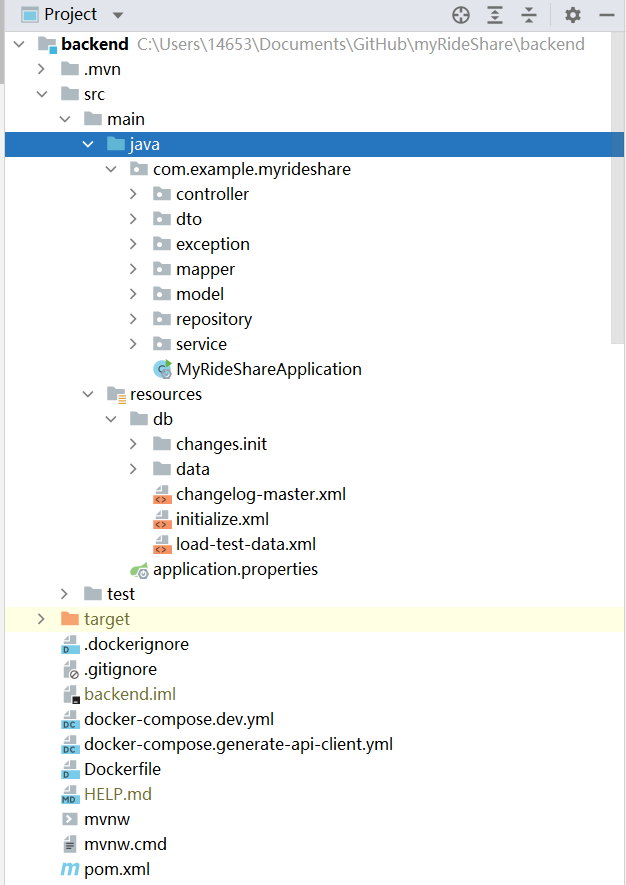 Project
backend C:\Users\14653\Documents\GitHub\myRideShare\backend
.mvn
src
main
java
com.example.myrideshare
controller
dto
exception
mapper
model
repository
service
MyRideShareApplication
resources
db
changes.init
data
changelog-master.xml
initialize.xml
load-test-data.xml
application.properties
test
target
.dockerignore
.gitignore
backend.iml
docker-compose.dev.yml
docker-compose.generate-api-client.yml
Dockerfile
HELP.md
mvnw
mvnw.cmd
pom.xml